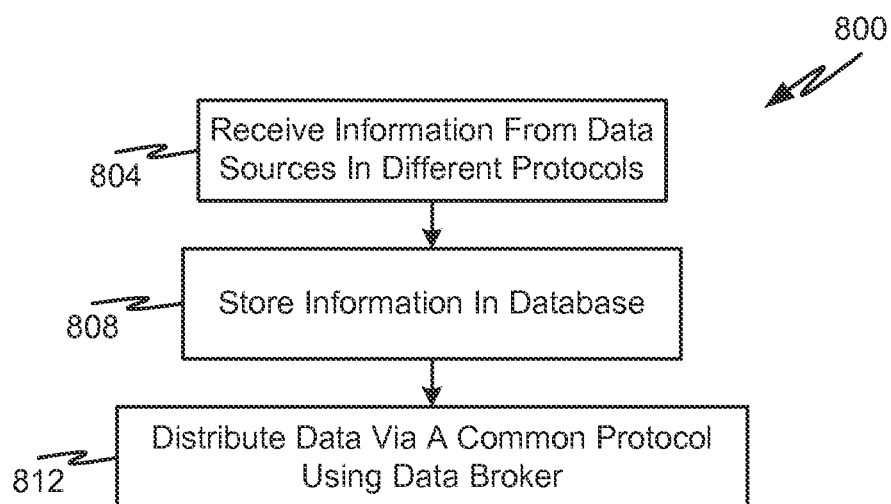 800
Receive Information From Data
Sources In Different Protocols
804
Store Information In Database
808
Distribute Data Via A Common Protocol
Using Data Broker
812